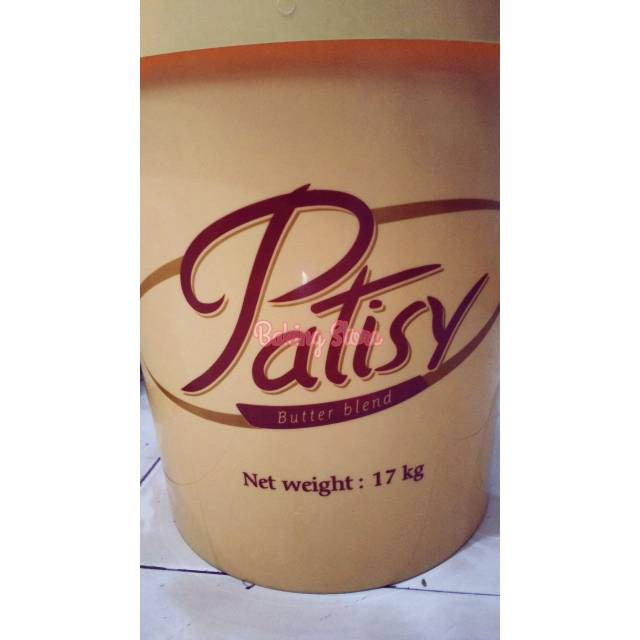 Patisy
Baking Store
Butter blend
Net weight : 17 kg